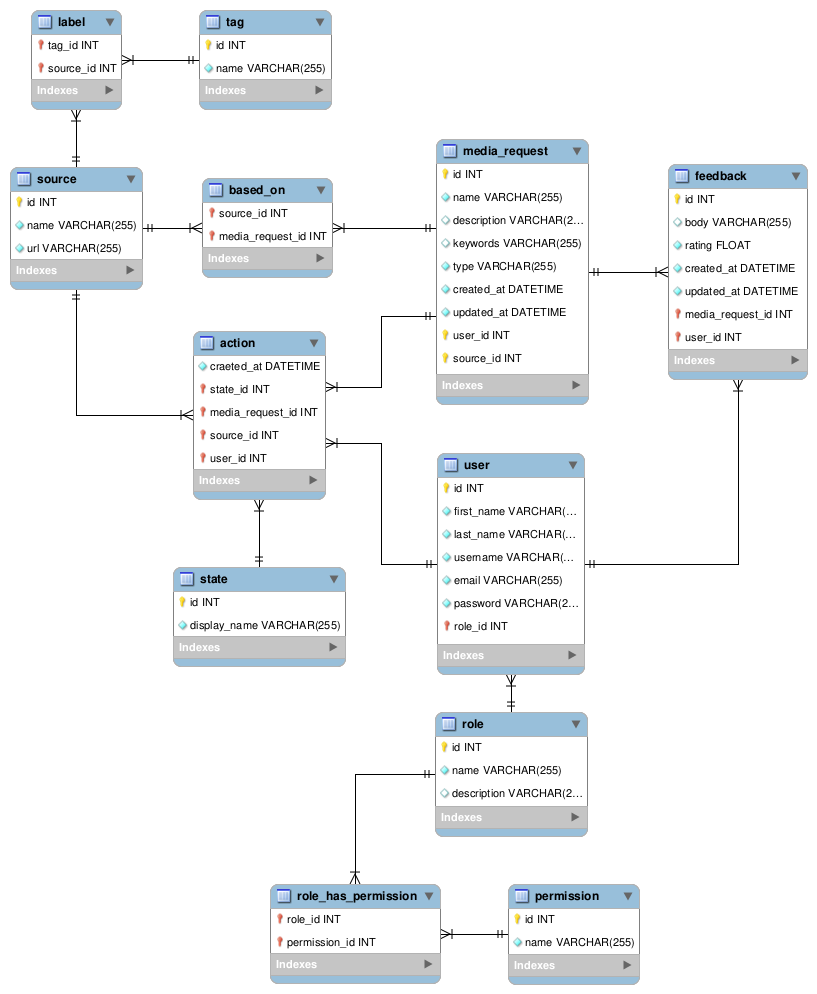 label
tag_id INT
source_id INT
Indexes
tag
id INT
name VARCHAR(255)
Indexes
source
id INT
name VARCHAR(255)
url VARCHAR(255)
Indexes
based_on
source_id INT
media_request_id INT
Indexes
media_request
id INT
name VARCHAR(255)
description VARCHAR(2...
keywords VARCHAR(255)
type VARCHAR(255)
created_at DATETIME
updated_at DATETIME
user_id INT
source_id INT
Indexes
feedback
id INT
body VARCHAR(255)
rating FLOAT
created_at DATETIME
updated_at DATETIME
media_request_id INT
user_id INT
Indexes
action
craeted_at DATETIME
state_id INT
media_request_id INT
source_id INT
user_id INT
Indexes
user
id INT
first_name VARCHAR(...
last_name VARCHAR(...
username VARCHAR(...
email VARCHAR(255)
password VARCHAR(2...
role_id INT
Indexes
state
id INT
display_name VARCHAR(255)
Indexes
role
id INT
name VARCHAR(255)
description VARCHAR(2...
Indexes
role_has_permission
role_id INT
permission_id INT
Indexes
permission
id INT
name VARCHAR(255)
Indexes